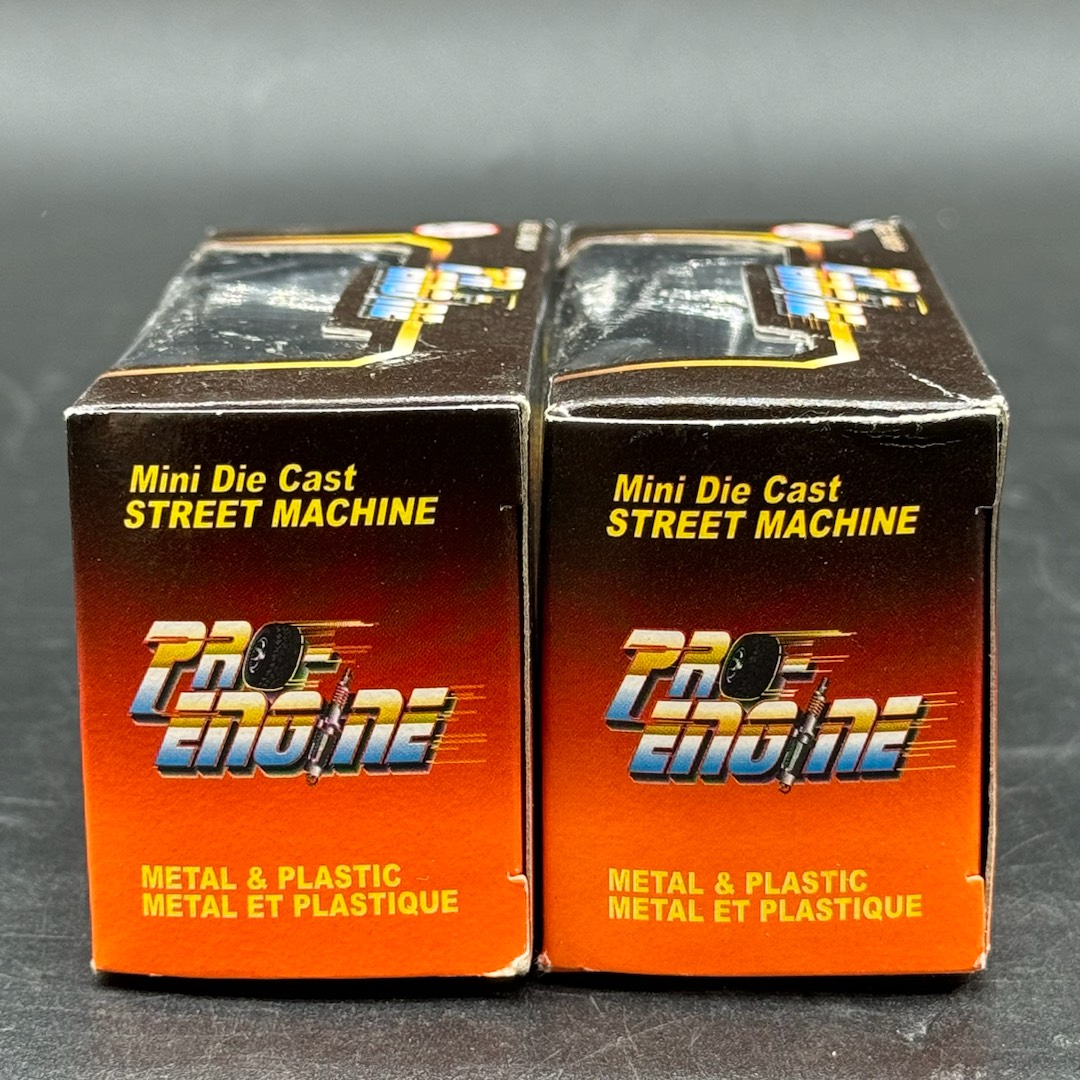 Mini Die Cast
STREET MACHINE
PRO-
ENGINE
METAL & PLASTIC
METAL ET PLASTIQUE
Mini Die Cast
STREET MACHINE
PRO-
ENGINE
METAL & PLASTIC
METAL ET PLASTIQUE